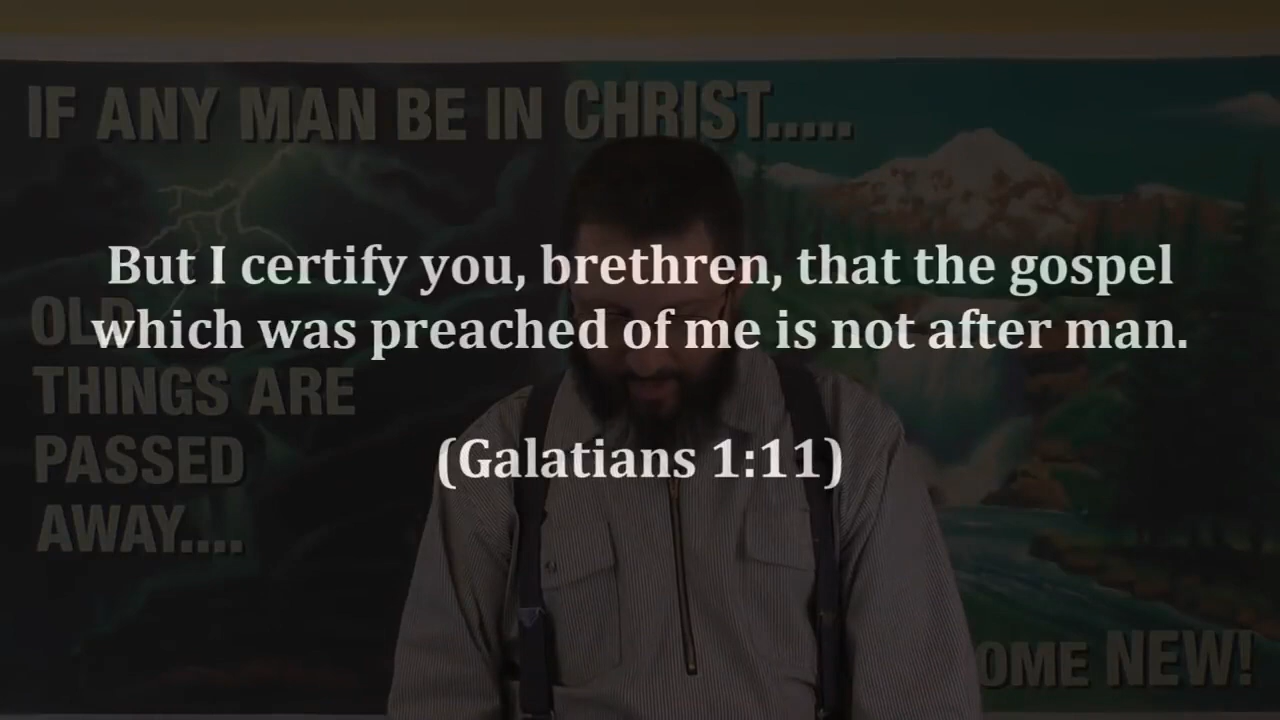 IF ANY MAN BE IN CHRIST.....
But I certify you, brethren, that the gospel
which was preached of me is not after man.
(Galatians 1:11)
OLD
THINGS ARE
PASSED
AWAY....
OME NEW!